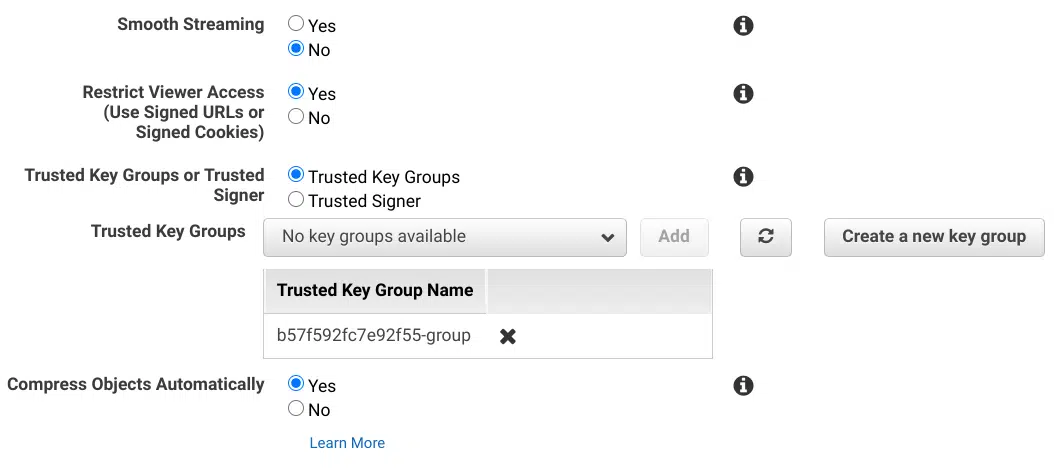 Smooth Streaming
Yes
No
Restrict Viewer Access
(Use Signed URLs or
Signed Cookies)
Yes
No
Trusted Key Groups or Trusted
Signer
Trusted Key Groups
Trusted Signer
Trusted Key Groups
No key groups available
Add
Create a new key group
Trusted Key Group Name
b57f592fc7e92f55-group
Compress Objects Automatically
Yes
No
Learn More